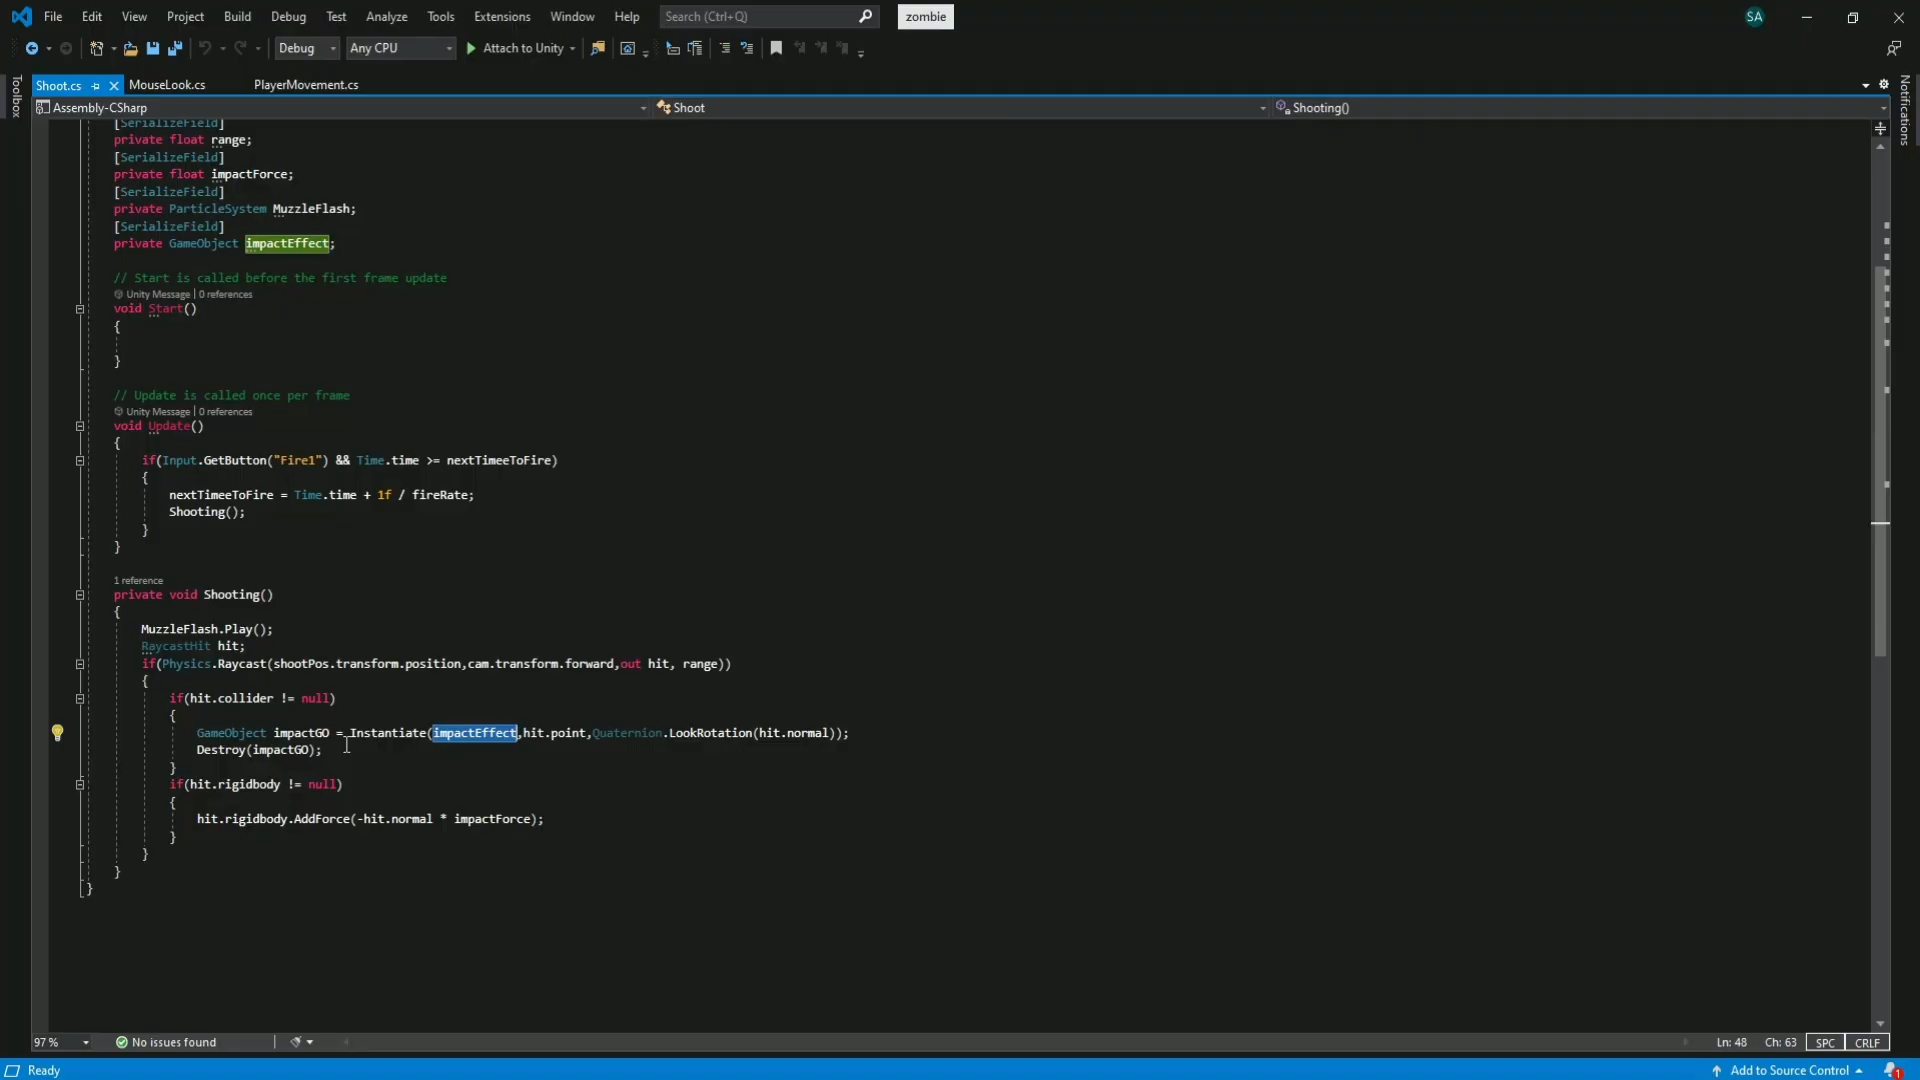 File Edit View Project Build Debug Test Analyze Tools Extensions Window Help Search (Ctrl+Q) zombie SA
Debug Any CPU Attach to Unity
Toolbox
Shoot.cs MouseLook.cs PlayerMovement.cs
Notifications
Assembly-CSharp Shoot Shooting()
[SerializeField]
private float range;
[SerializeField]
private float impactForce;
[SerializeField]
private ParticleSystem MuzzleFlash;
[SerializeField]
private GameObject impactEffect;
// Start is called before the first frame update
Unity Message | 0 references
void Start()
{
}
// Update is called once per frame
Unity Message | 0 references
void Update()
{
if(Input.GetButton("Fire1") && Time.time >= nextTimeeToFire)
{
nextTimeeToFire = Time.time + 1f / fireRate;
Shooting();
}
}
1 reference
private void Shooting()
{
MuzzleFlash.Play();
RaycastHit hit;
if(Physics.Raycast(shootPos.transform.position,cam.transform.forward,out hit, range))
{
if(hit.collider != null)
{
GameObject impactGO = Instantiate(impactEffect,hit.point,Quaternion.LookRotation(hit.normal));
Destroy(impactGO);
}
if(hit.rigidbody != null)
{
hit.rigidbody.AddForce(-hit.normal * impactForce);
}
}
}
}
97 % No issues found Ln: 48 Ch: 63 SPC CRLF
Ready Add to Source Control 1